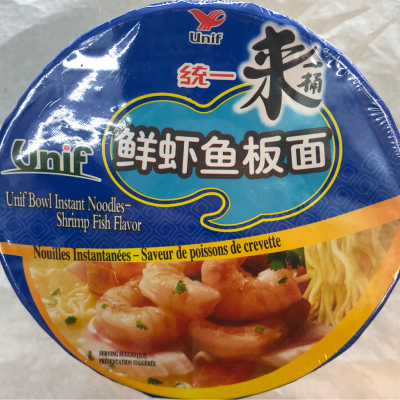 Unif
统一
来一桶
鲜虾鱼板面
Unif
Unif Bowl Instant Noodles-
Shrimp Fish Flavor
Nouilles Instantanées – Saveur de poissons de crevette
SERVING SUGGESTION
PRÉSENTATION SUGGÉRÉE